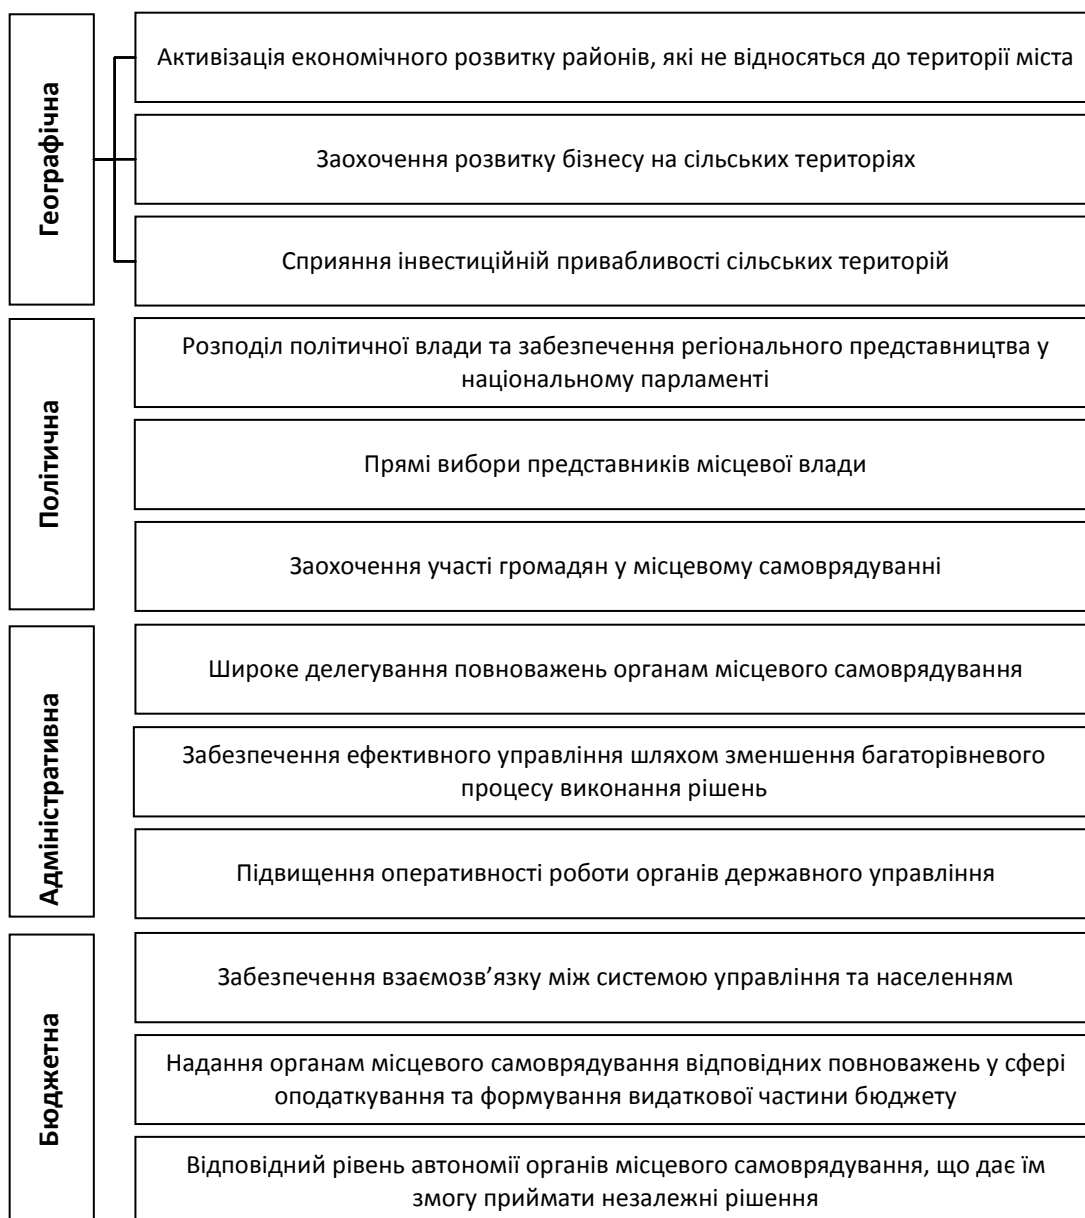 Географічна
Активізація економічного розвитку районів, які не відносяться до території міста
Заохочення розвитку бізнесу на сільських територіях
Сприяння інвестиційній привабливості сільських територій
Політична
Розподіл політичної влади та забезпечення регіонального представництва у
національному парламенті
Прямі вибори представників місцевої влади
Заохочення участі громадян у місцевому самоврядуванні
Адміністративна
Широке делегування повноважень органам місцевого самоврядування
Забезпечення ефективного управління шляхом зменшення багаторівневого
процесу виконання рішень
Підвищення оперативності роботи органів державного управління
Бюджетна
Забезпечення взаємозв’язку між системою управління та населенням
Надання органам місцевого самоврядування відповідних повноважень у сфері
оподаткування та формування видаткової частини бюджету
Відповідний рівень автономії органів місцевого самоврядування, що дає їм
змогу приймати незалежні рішення